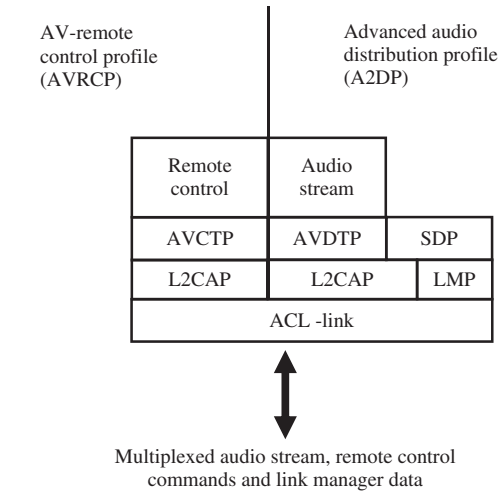 AV-remote
control profile
(AVRCP)
Advanced audio
distribution profile
(A2DP)
Remote
control
Audio
stream
AVCTP
AVDTP
SDP
L2CAP
L2CAP
LMP
ACL -link
Multiplexed audio stream, remote control
commands and link manager data